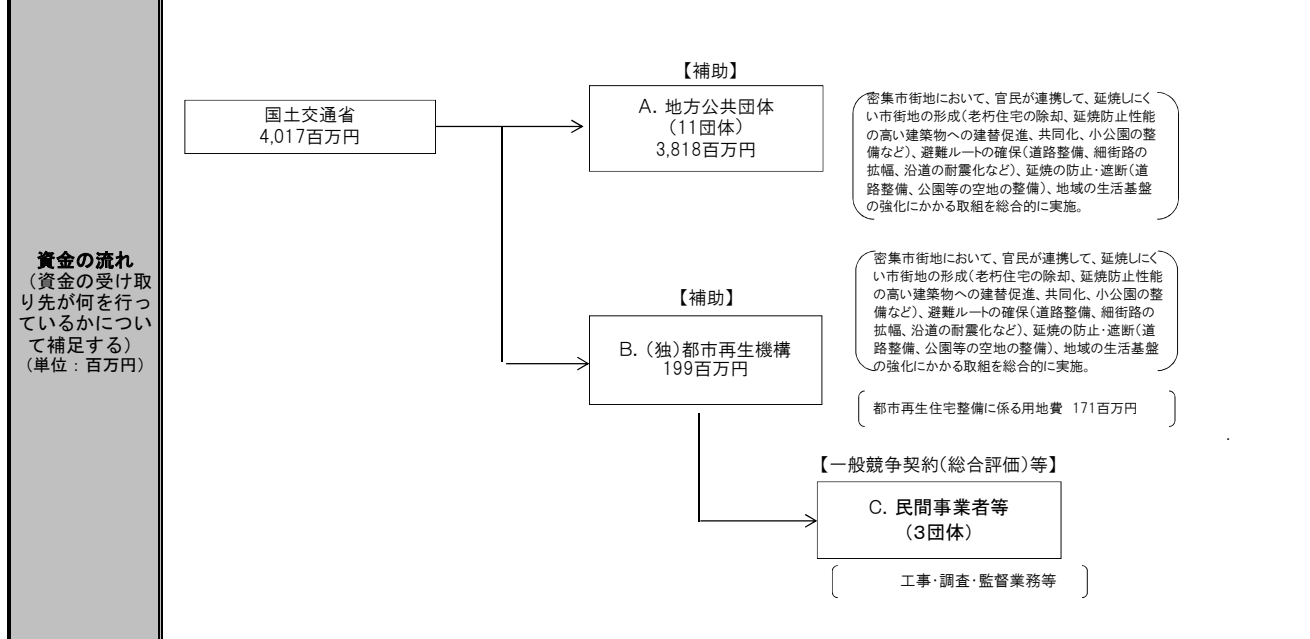 資金の流れ
(資金の受け取
り先が何を行っ
ているかについ
て補足する)
(単位：百万円)
国土交通省
4,017百万円
【補助】
A．地方公共団体
(11団体)
3,818百万円
密集市街地において、官民が連携して、延焼しにく
い市街地の形成(老朽住宅の除却、延焼防止性能
の高い建築物への建替促進、共同化、小公園の整
備など)、避難ルートの確保(道路整備、細街路の
拡幅、沿道の耐震化など)、延焼の防止・遮断(道
路整備、公園等の空地の整備)、地域の生活基盤
の強化にかかる取組を総合的に実施。
【補助】
B．(独)都市再生機構
199百万円
密集市街地において、官民が連携して、延焼しにく
い市街地の形成(老朽住宅の除却、延焼防止性能
の高い建築物への建替促進、共同化、小公園の整
備など)、避難ルートの確保(道路整備、細街路の
拡幅、沿道の耐震化など)、延焼の防止・遮断(道
路整備、公園等の空地の整備)、地域の生活基盤
の強化にかかる取組を総合的に実施。
都市再生住宅整備に係る用地費 171百万円
【一般競争契約(総合評価)等】
C．民間事業者等
(3団体)
工事・調査・監督業務等